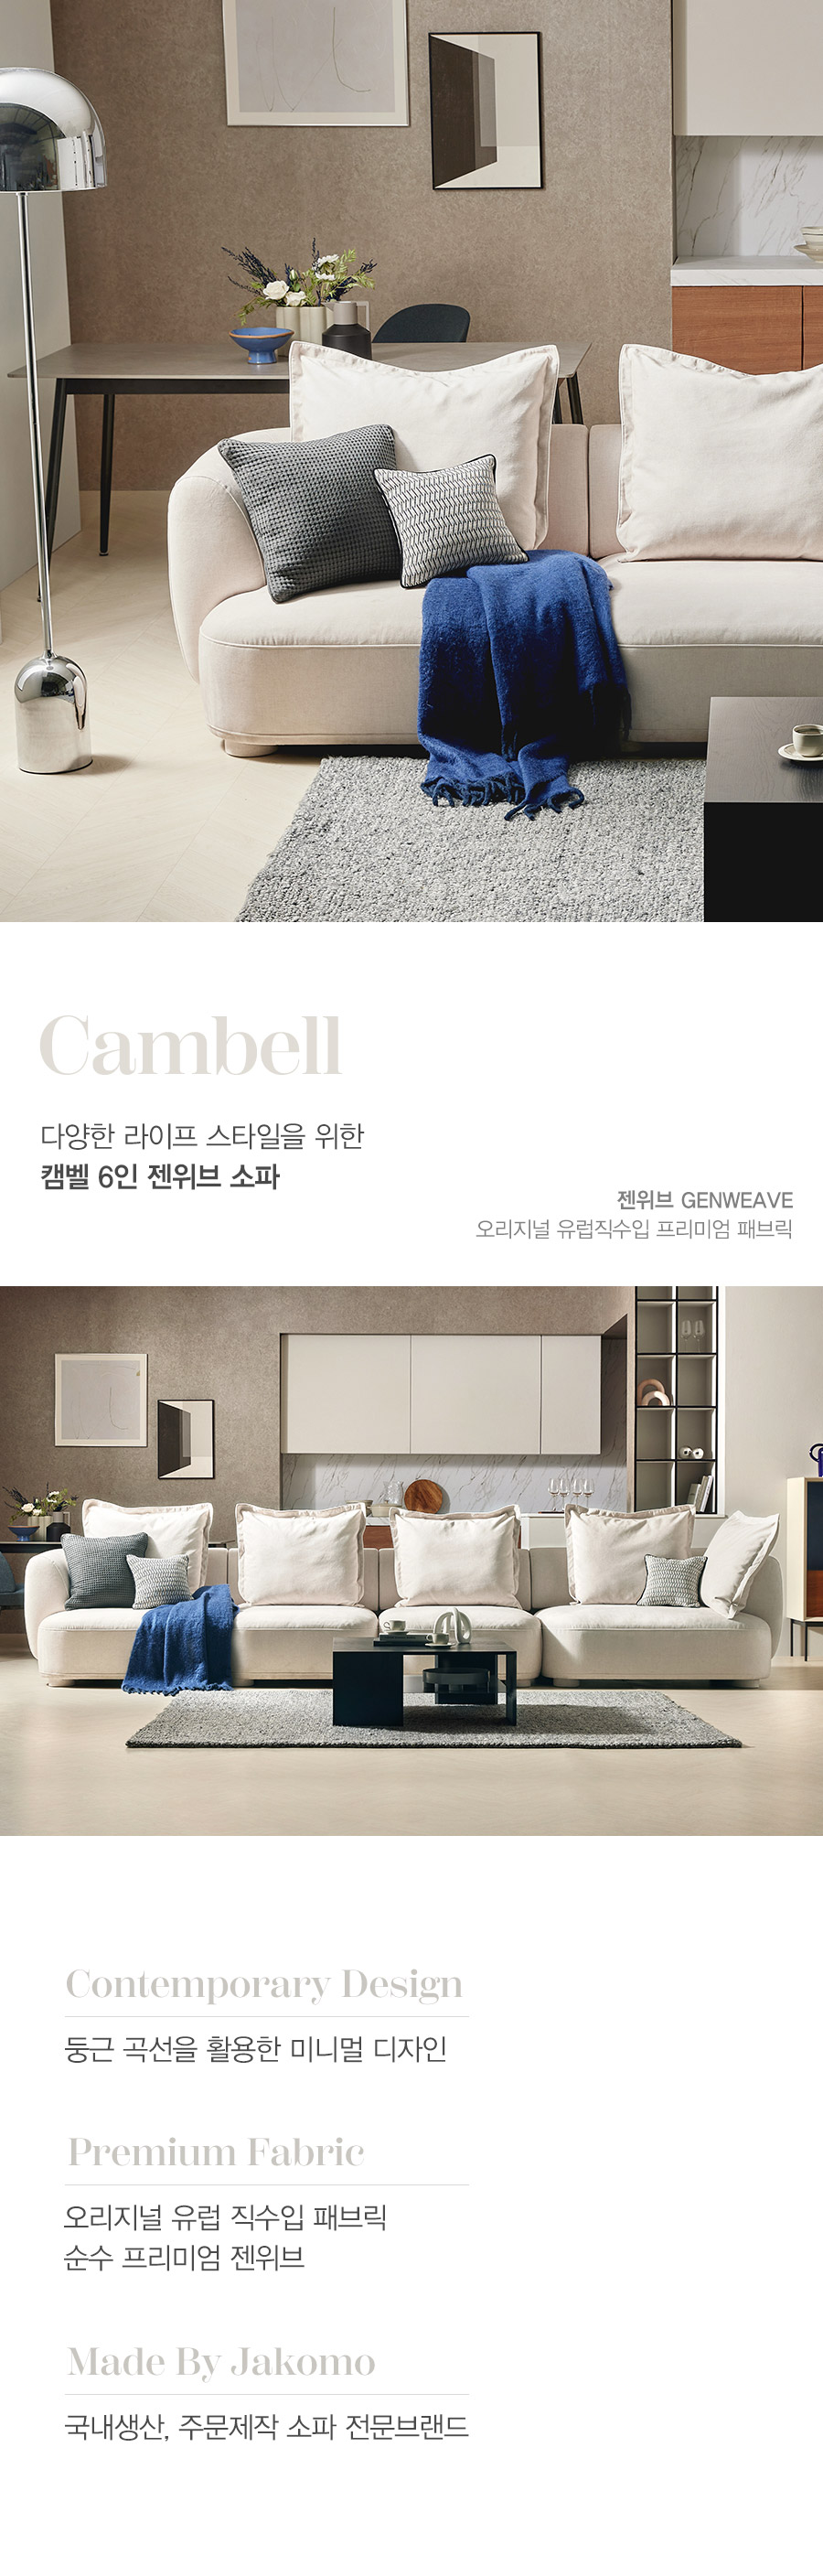 Cambell
다양한 라이프 스타일을 위한
캠벨 6인 젠위브 소파
젠위브 GENWEAVE
오리지널 유럽직수입 프리미엄 패브릭
Contemporary Design
둥근 곡선을 활용한 미니멀 디자인
Premium Fabric
오리지널 유럽 직수입 패브릭
순수 프리미엄 젠위브
Made By Jakomo
국내생산, 주문제작 소파 전문브랜드